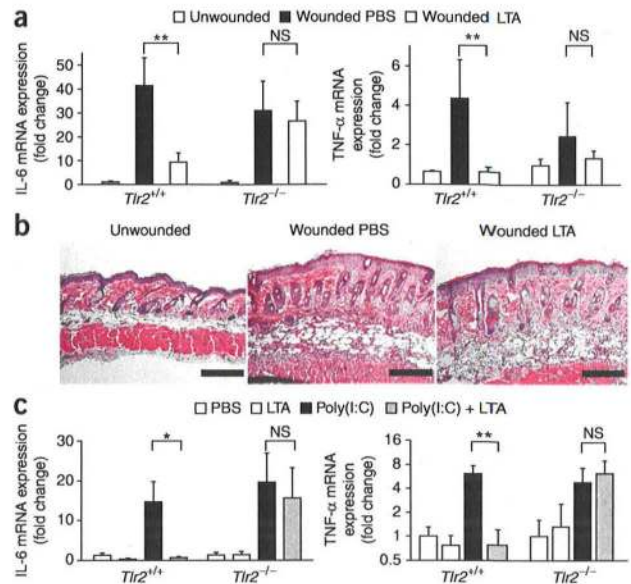 a
Unwounded Wounded PBS Wounded LTA
IL-6 mRNA expression
(fold change)
50
40
30
20
10
0
**
NS
Tlr2+/+
Tlr2−/−
TNF-α mRNA
expression
(fold change)
6
4
2
0
**
NS
Tlr2+/+
Tlr2−/−
b
Unwounded
Wounded PBS
Wounded LTA
c
PBS LTA Poly(I:C) Poly(I:C) + LTA
IL-6 mRNA expression
(fold change)
30
20
10
0
*
NS
Tlr2+/+
Tlr2−/−
TNF-α mRNA
expression
(fold change)
16
8
4
2
1
0.5
**
NS
Tlr2+/+
Tlr2−/−